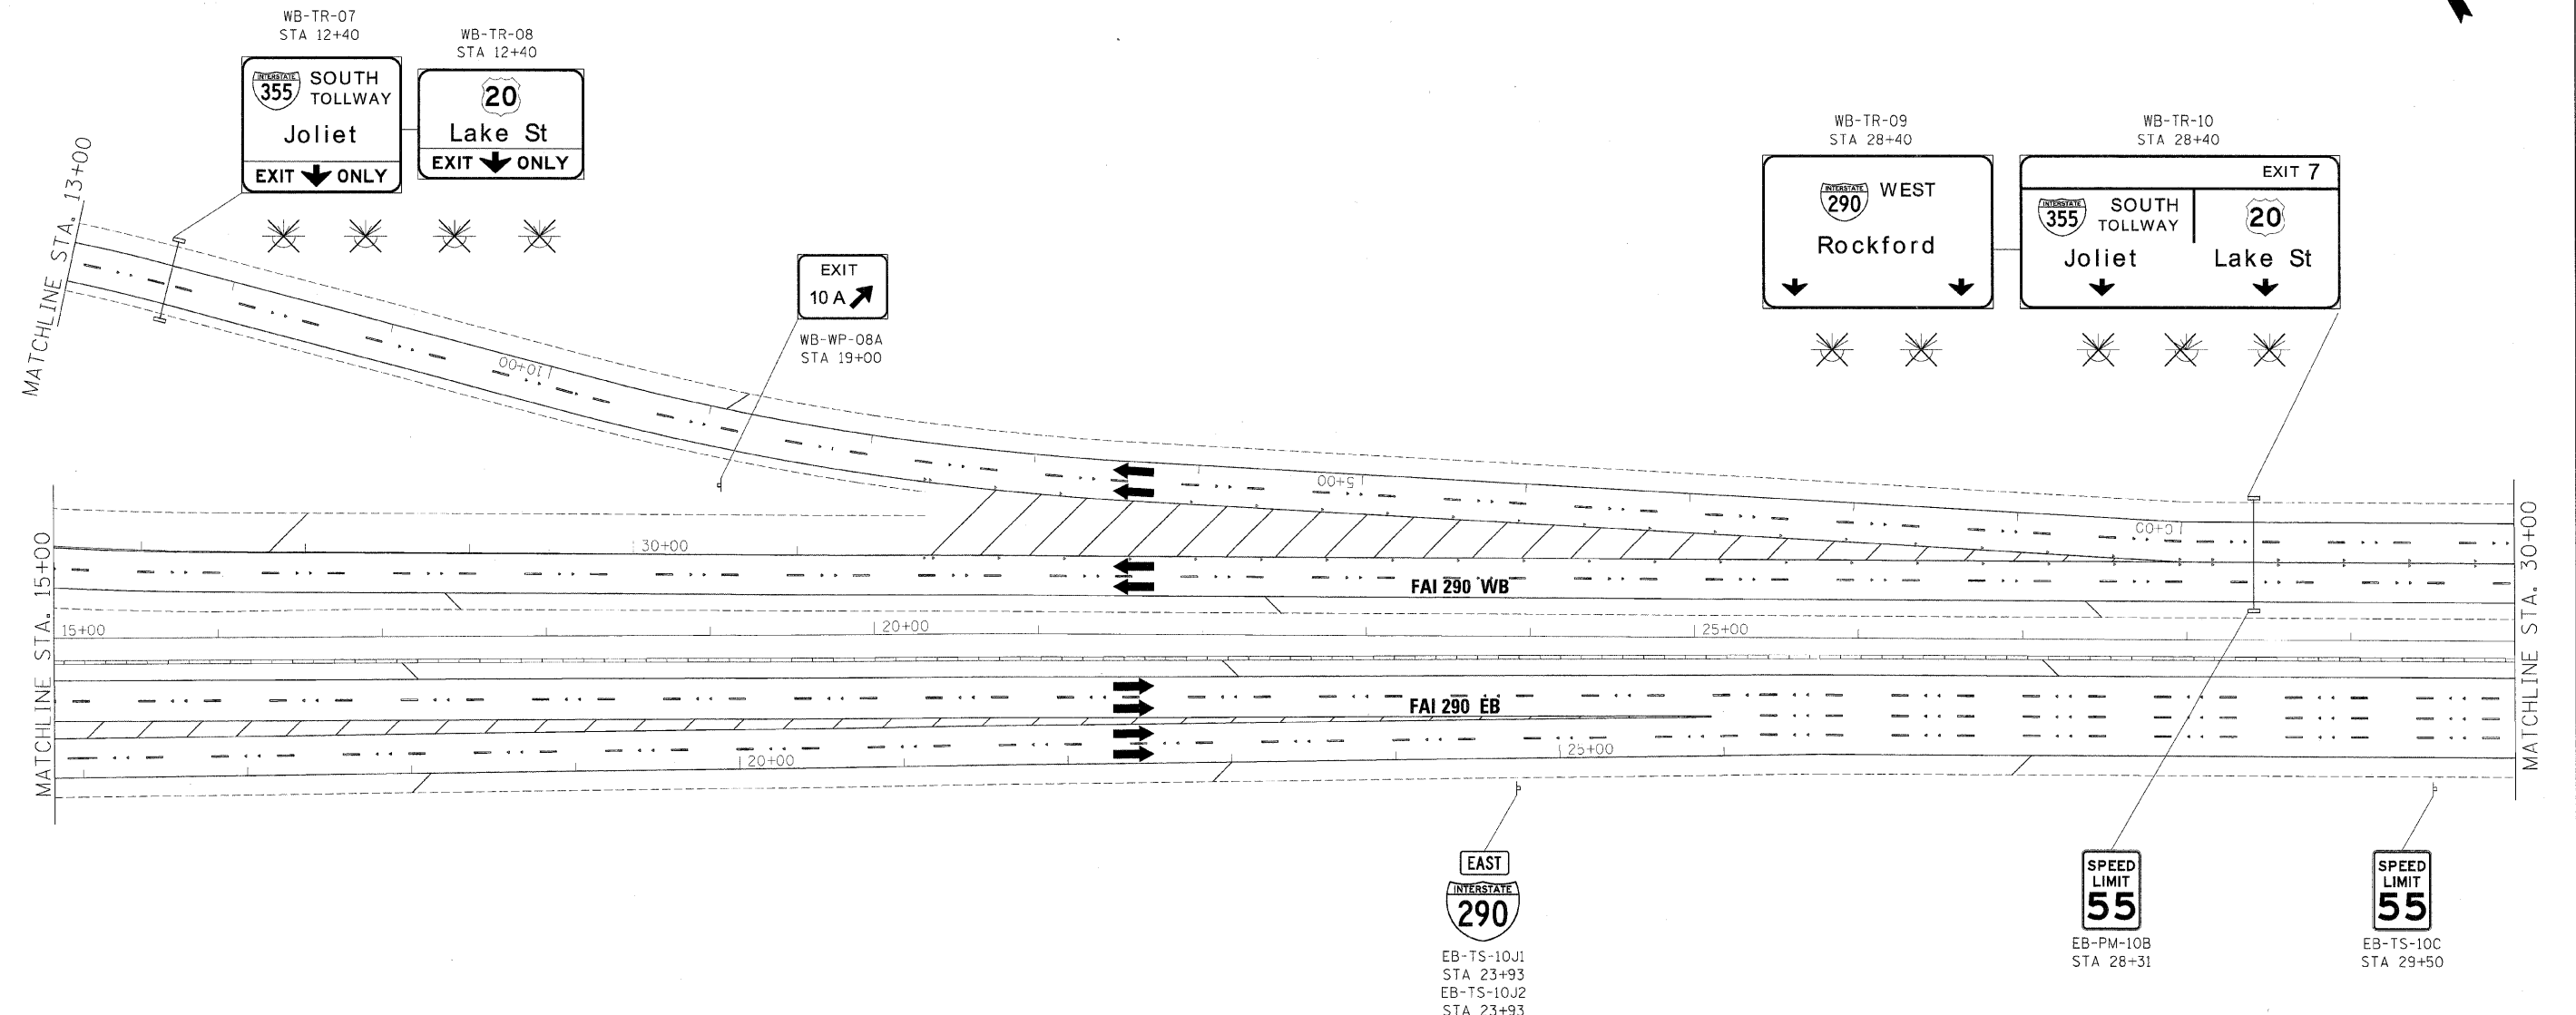 WB-TR-07
STA 12+40
WB-TR-08
STA 12+40
INTERSTATE
355
SOUTH
TOLLWAY
Joliet
EXIT ONLY
20
Lake St
EXIT ONLY
WB-TR-09
STA 28+40
WB-TR-10
STA 28+40
INTERSTATE
290
WEST
Rockford
EXIT 7
INTERSTATE
355
SOUTH
TOLLWAY
Joliet
20
Lake St
MATCHLINE STA. 13+00
EXIT
10 A
WB-WP-08A
STA 19+00
10+00
5+00
0+00
MATCHLINE STA. 15+00
30+00
FAI 290 WB
15+00
20+00
25+00
MATCHLINE STA. 30+00
FAI 290 EB
20+00
25+00
EAST
INTERSTATE
290
EB-TS-10J1
STA 23+93
EB-TS-10J2
STA 23+93
SPEED
LIMIT
55
EB-PM-10B
STA 28+31
SPEED
LIMIT
55
EB-TS-10C
STA 29+50